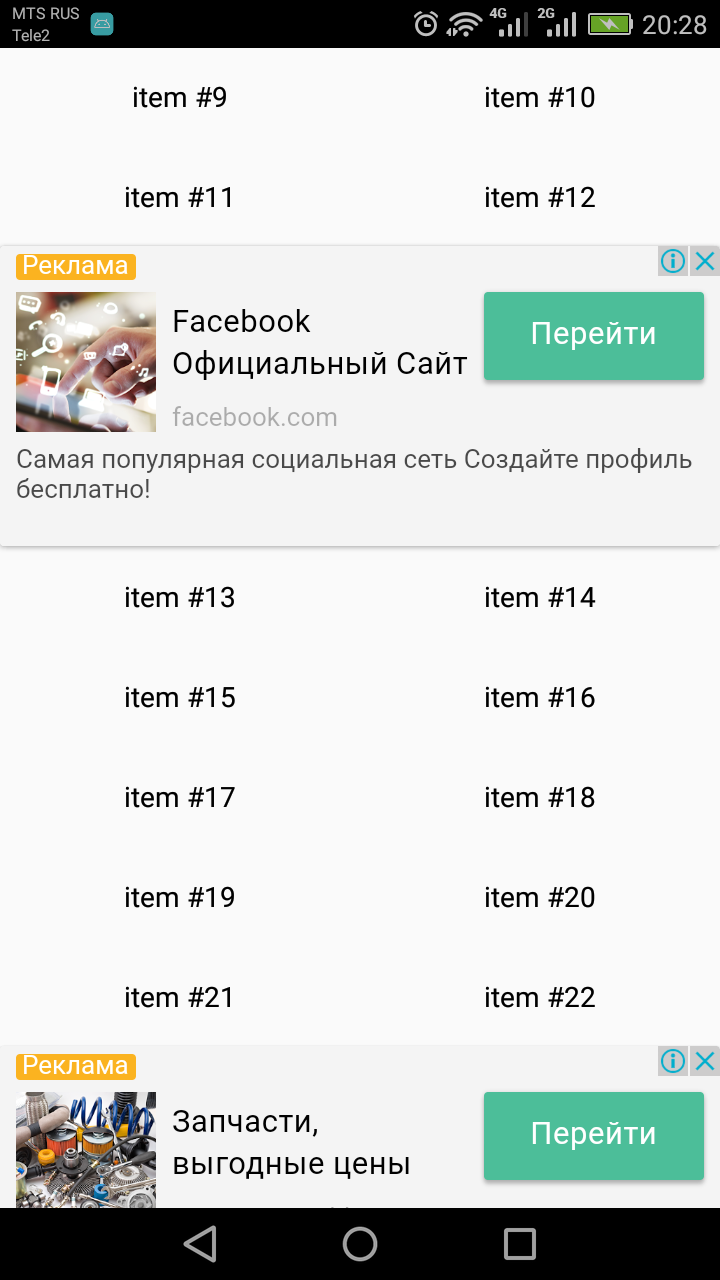 MTS RUS
Tele2
4G 2G 20:28
item #9 item #10
item #11 item #12
Реклама
Facebook
Официальный Сайт
facebook.com
Перейти
Самая популярная социальная сеть Создайте профиль
бесплатно!
item #13 item #14
item #15 item #16
item #17 item #18
item #19 item #20
item #21 item #22
Реклама
Запчасти,
выгодные цены
Перейти